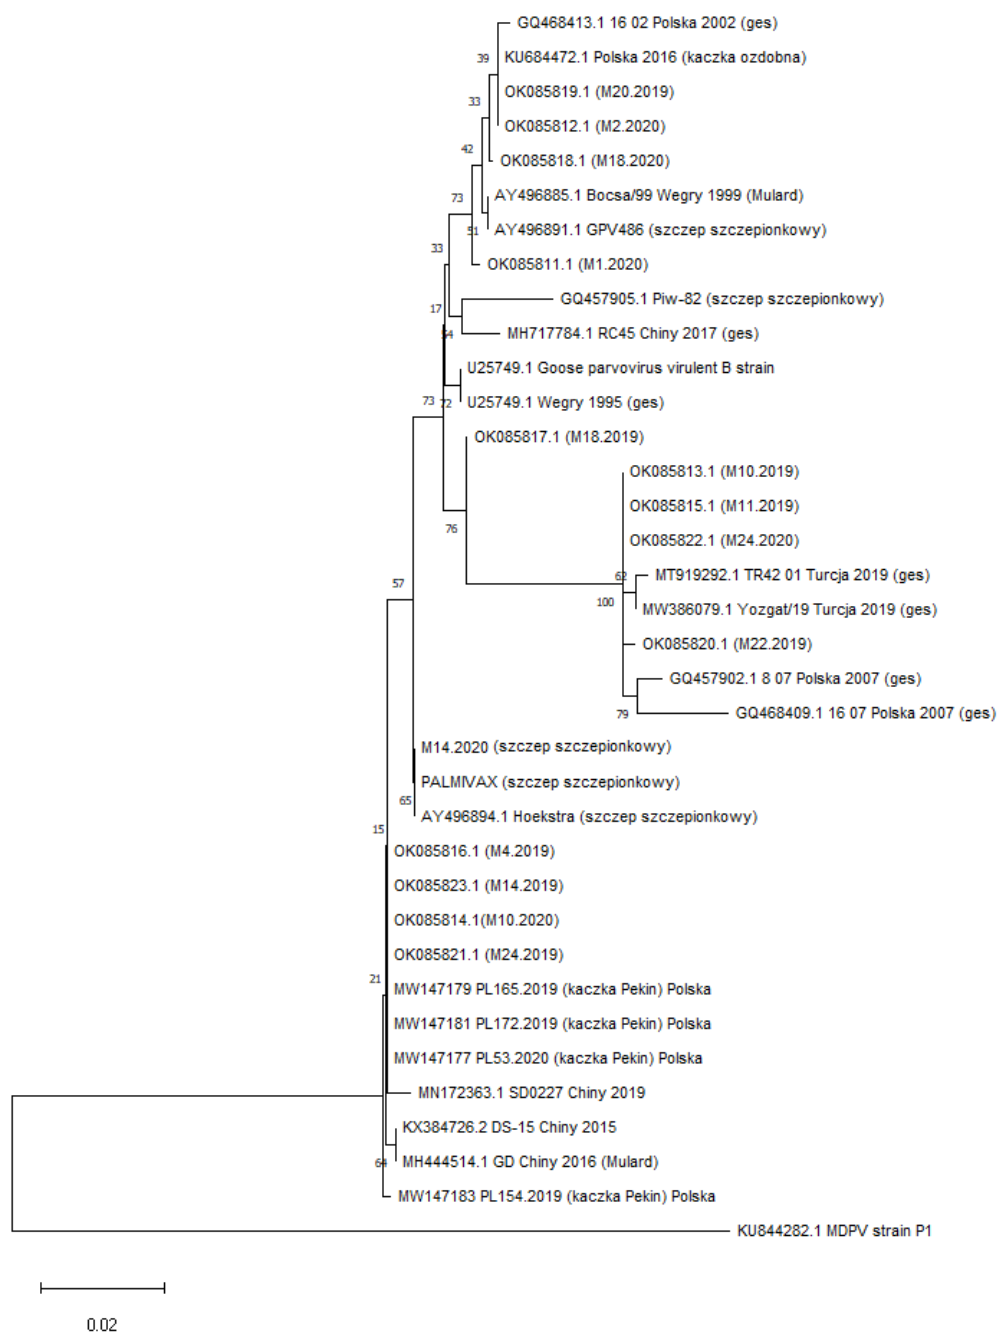 GQ468413.1 16 02 Polska 2002 (ges)
39
KU684472.1 Polska 2016 (kaczka ozdobna)
OK085819.1 (M20.2019)
33
OK085812.1 (M2.2020)
42
OK085818.1 (M18.2020)
73
AY496885.1 Bocsa/99 Wegry 1999 (Mulard)
51
AY496891.1 GPV486 (szczep szczepionkowy)
33
OK085811.1 (M1.2020)
GQ457905.1 Piw-82 (szczep szczepionkowy)
17
54
MH717784.1 RC45 Chiny 2017 (ges)
U25749.1 Goose parvovirus virulent B strain
73
72
U25749.1 Wegry 1995 (ges)
OK085817.1 (M18.2019)
OK085813.1 (M10.2019)
OK085815.1 (M11.2019)
76
OK085822.1 (M24.2020)
62
MT919292.1 TR42 01 Turcja 2019 (ges)
57
100
MW386079.1 Yozgat/19 Turcja 2019 (ges)
OK085820.1 (M22.2019)
GQ457902.1 8 07 Polska 2007 (ges)
79
GQ468409.1 16 07 Polska 2007 (ges)
M14.2020 (szczep szczepionkowy)
PALMIVAX (szczep szczepionkowy)
65
AY496894.1 Hoekstra (szczep szczepionkowy)
15
OK085816.1 (M4.2019)
OK085823.1 (M14.2019)
OK085814.1(M10.2020)
OK085821.1 (M24.2019)
21
MW147179 PL165.2019 (kaczka Pekin) Polska
MW147181 PL172.2019 (kaczka Pekin) Polska
MW147177 PL53.2020 (kaczka Pekin) Polska
MN172363.1 SD0227 Chiny 2019
KX384726.2 DS-15 Chiny 2015
64
MH444514.1 GD Chiny 2016 (Mulard)
MW147183 PL154.2019 (kaczka Pekin) Polska
KU844282.1 MDPV strain P1
0.02